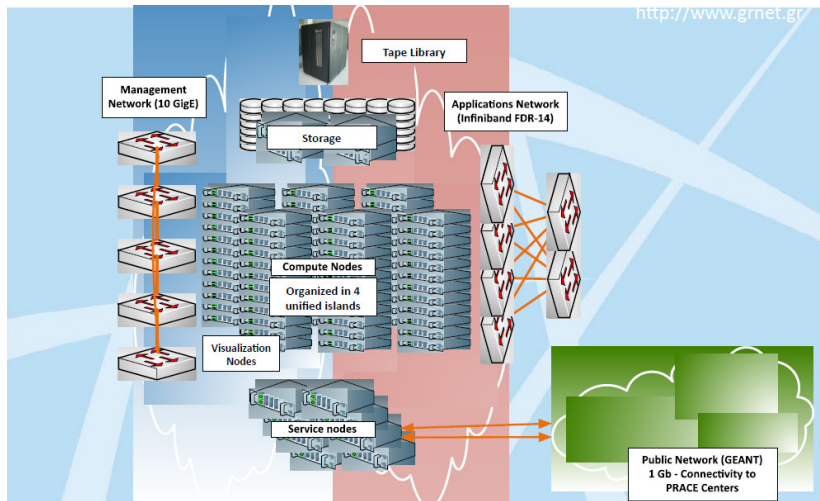 http://www.grnet.gr
Tape Library
Management
Network (10 GigE)
Applications Network
(Infiniband FDR-14)
Storage
Compute Nodes
Organized in 4
unified islands
Visualization
Nodes
Service nodes
Public Network (GEANT)
1 Gb - Connectivity to
PRACE Centers